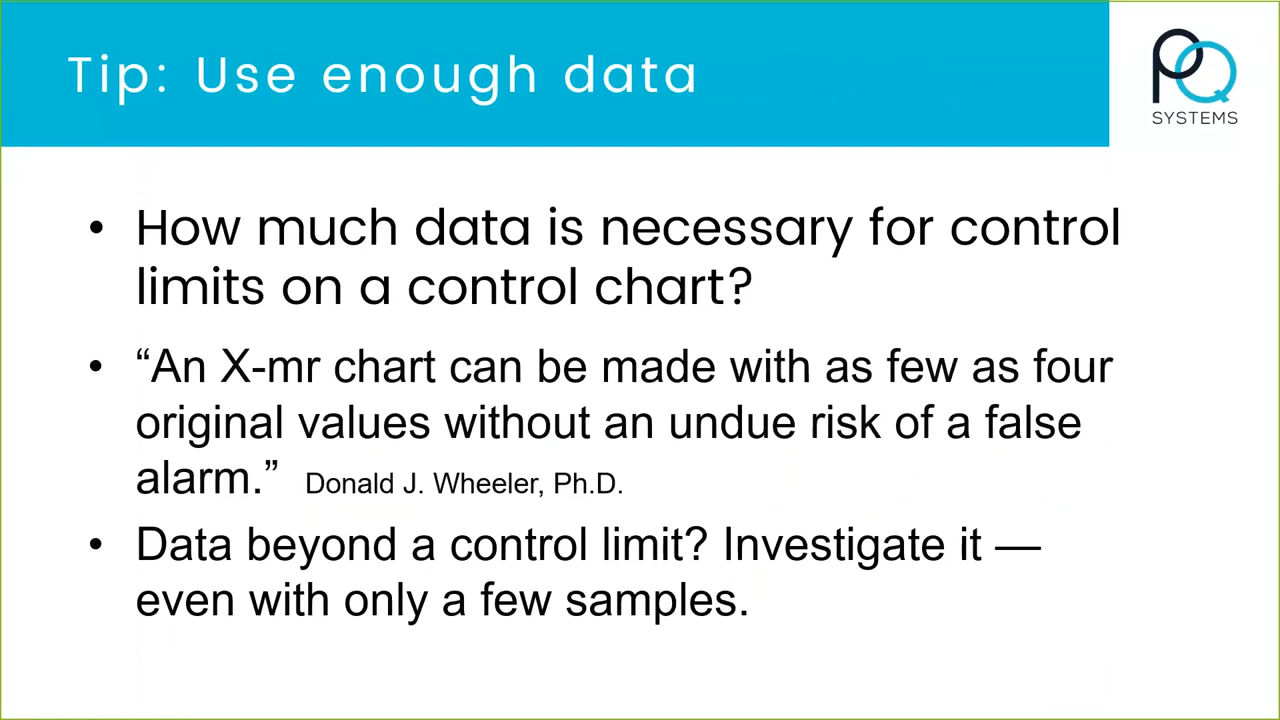 Tip: Use enough data
PQ
SYSTEMS
• How much data is necessary for control
limits on a control chart?
• “An X-mr chart can be made with as few as four
original values without an undue risk of a false
alarm.” Donald J. Wheeler, Ph.D.
• Data beyond a control limit? Investigate it —
even with only a few samples.